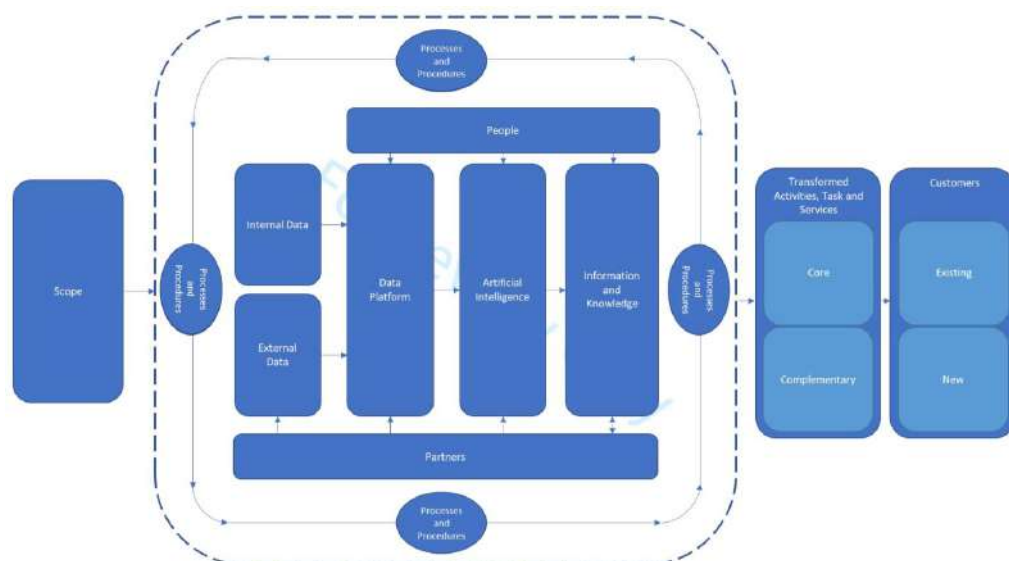 Processes
and
Procedures
People
Scope
Processes
and
Procedures
Internal Data
External
Data
Data
Platform
Artificial
Intelligence
Information
and
Knowledge
Processes
and
Procedures
Transformed
Activities, Task and
Services
Core
Complementary
Customers
Existing
New
Partners
Processes
and
Procedures